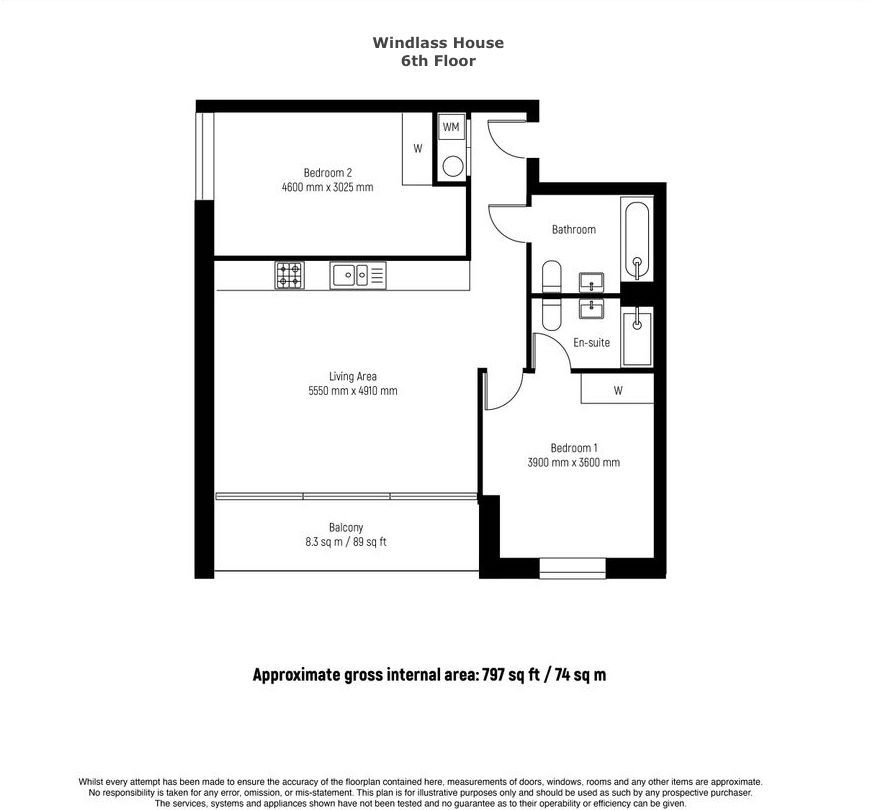 Windlass House
6th Floor
WM
W
Bedroom 2
4600 mm x 3025 mm
Bathroom
En-suite
Living Area
5550 mm x 4910 mm
W
Bedroom 1
3900 mm x 3600 mm
Balcony
8.3 sq m / 89 sq ft
Approximate gross internal area: 797 sq ft / 74 sq m
Whilst every attempt has been made to ensure the accuracy of the floorplan contained here, measurements of doors, windows, rooms and any other items are approximate.
No responsibility is taken for any error, omission, or mis-statement. This plan is for illustrative purposes only and should be used as such by any prospective purchaser.
The services, systems and appliances shown have not been tested and no guarantee as to their operability or efficiency can be given.